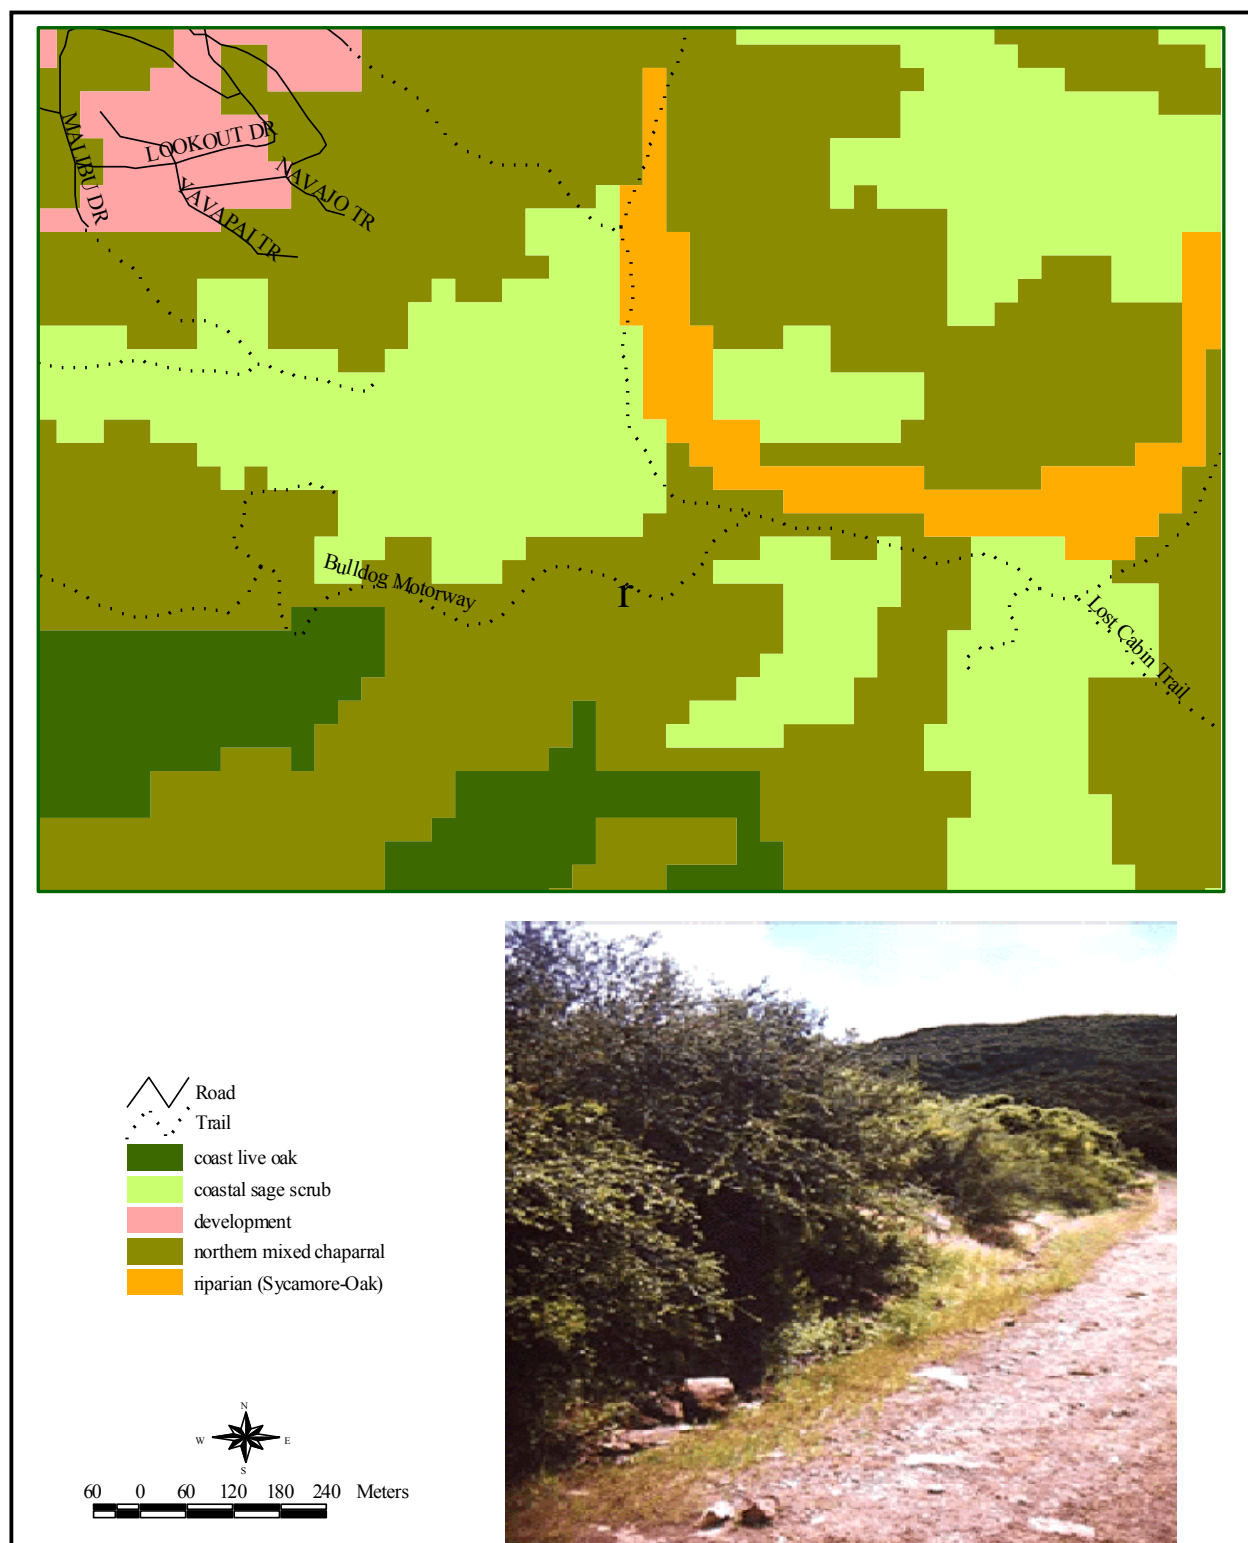 MALIBU DR
LOOKOUT DR
NAVAJO TR
YAVAPAI TR
Bulldog Motorway
r
Lost Cabin Trail
Road
Trail
coast live oak
coastal sage scrub
development
northern mixed chaparral
riparian (Sycamore-Oak)
N
W E
S
60 0 60 120 180 240 Meters